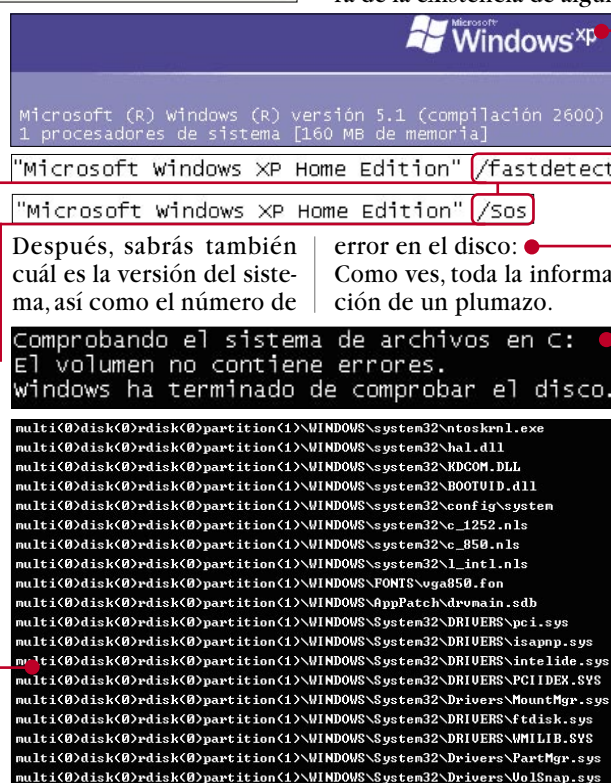 ra de la existencia de algún
Microsoft
Windows xp
Microsoft (R) Windows (R) versión 5.1 (compilación 2600)
1 procesadores de sistema [160 MB de memoria]
"Microsoft Windows XP Home Edition" /fastdetect
"Microsoft Windows XP Home Edition" /Sos
Después, sabrás también
cuál es la versión del siste-
ma, así como el número de
error en el disco:
Como ves, toda la informa-
ción de un plumazo.
Comprobando el sistema de archivos en C:
El volumen no contiene errores.
Windows ha terminado de comprobar el disco.
multi(0)disk(0)rdisk(0)partition(1)\WINDOWS\system32\ntoskrnl.exe
multi(0)disk(0)rdisk(0)partition(1)\WINDOWS\system32\hal.dll
multi(0)disk(0)rdisk(0)partition(1)\WINDOWS\system32\KDCOM.DLL
multi(0)disk(0)rdisk(0)partition(1)\WINDOWS\system32\BOOTVID.dll
multi(0)disk(0)rdisk(0)partition(1)\WINDOWS\system32\config\system
multi(0)disk(0)rdisk(0)partition(1)\WINDOWS\system32\c_1252.nls
multi(0)disk(0)rdisk(0)partition(1)\WINDOWS\system32\c_850.nls
multi(0)disk(0)rdisk(0)partition(1)\WINDOWS\system32\l_intl.nls
multi(0)disk(0)rdisk(0)partition(1)\WINDOWS\FONTS\vga850.fon
multi(0)disk(0)rdisk(0)partition(1)\WINDOWS\AppPatch\drvmain.sdb
multi(0)disk(0)rdisk(0)partition(1)\WINDOWS\System32\DRIVERS\pci.sys
multi(0)disk(0)rdisk(0)partition(1)\WINDOWS\System32\DRIVERS\isapnp.sys
multi(0)disk(0)rdisk(0)partition(1)\WINDOWS\System32\DRIVERS\intelide.sys
multi(0)disk(0)rdisk(0)partition(1)\WINDOWS\System32\DRIVERS\PCIIDEX.SYS
multi(0)disk(0)rdisk(0)partition(1)\WINDOWS\System32\Drivers\MountMgr.sys
multi(0)disk(0)rdisk(0)partition(1)\WINDOWS\System32\DRIVERS\ftdisk.sys
multi(0)disk(0)rdisk(0)partition(1)\WINDOWS\System32\DRIVERS\WMILIB.SYS
multi(0)disk(0)rdisk(0)partition(1)\WINDOWS\System32\Drivers\PartMgr.sys
multi(0)disk(0)rdisk(0)partition(1)\WINDOWS\System32\Drivers\VolSnap.sys